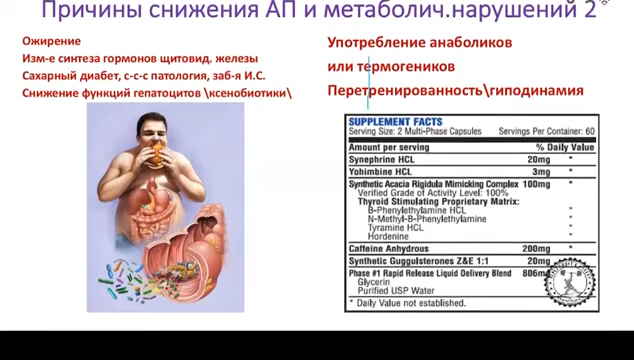 Причины снижения АП и метаболич.нарушений 2
Ожирение
Изм-е синтеза гормонов щитовид. железы
Сахарный диабет, с-с-с патология, заб-я И.С.
Снижение функций гепатоцитов \ксенобиотики\
Употребление анаболиков
или термогеников
Перетренированность\гиподинамия
SUPPLEMENT FACTS
Serving Size: 2 Multi-Phase Capsules Servings Per Container: 60
Amount per serving % Daily Value
Synephrine HCL 20mg *
Yohimbine HCL 3mg *
Synthetic Acacia Rigidula Mimicking Complex 100mg *
Verified Grade of Activity Level: 100%
Thyroid Stimulating Proprietary Matrix:
B-Phenylethylamine HCL *
N-Methyl-B-Phenylethylamine *
Tyramine HCL *
Hordenine *
Caffeine Anhydrous 200mg *
Synthetic Guggulsterones Z&E 1:1 20mg
Phase #1 Rapid Release Liquid Delivery Blend 806m
Glycerin
Purified USP Water
* Daily Value not established.